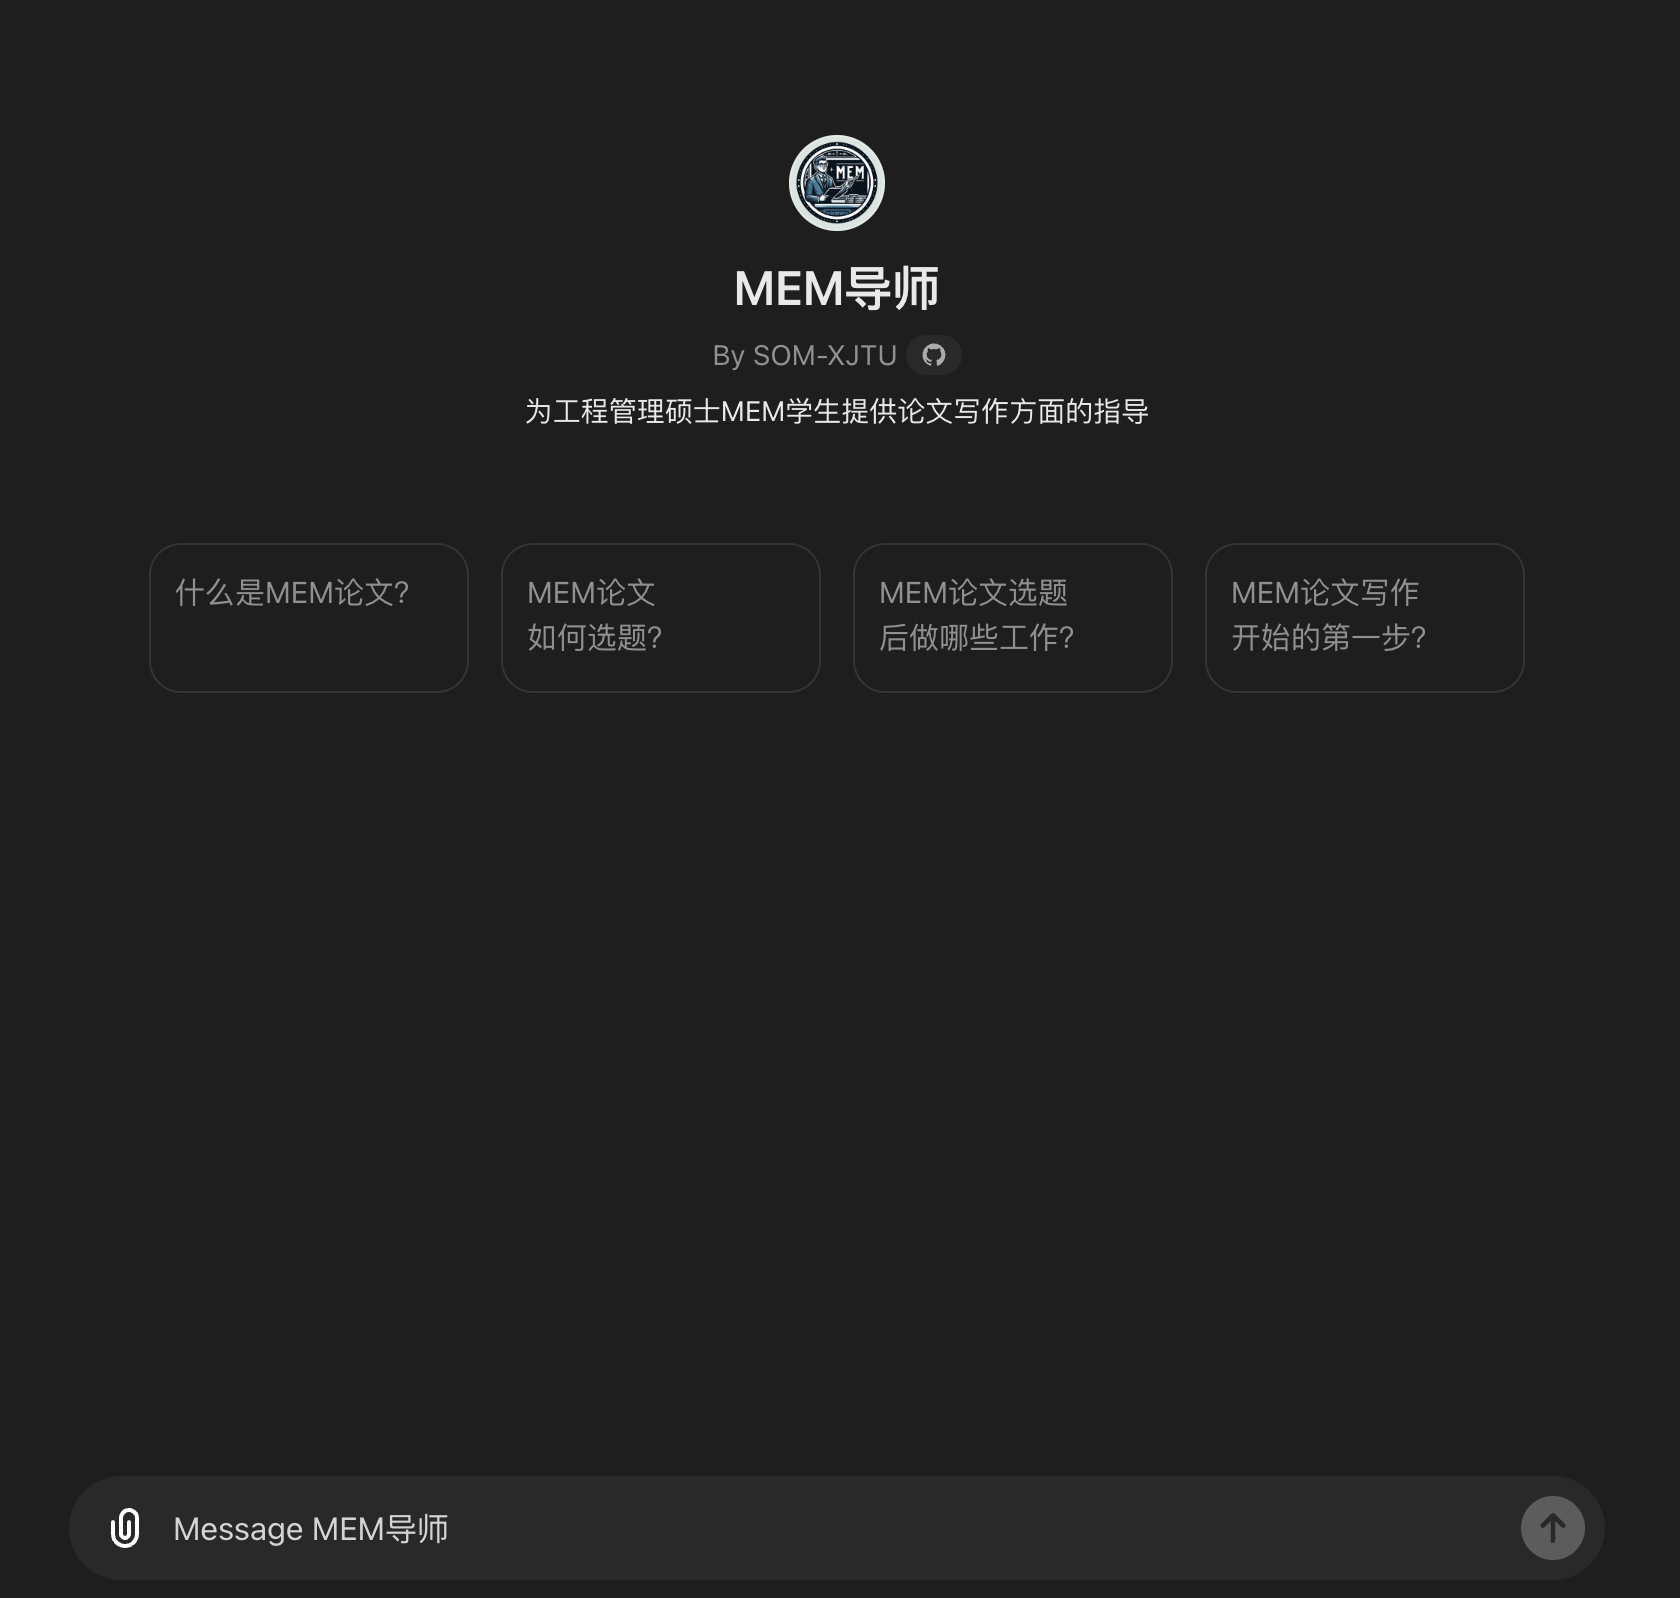 MEM
MEM导师
By SOM-XJTU
为工程管理硕士MEM学生提供论文写作方面的指导
什么是MEM论文?
MEM论文
如何选题?
MEM论文选题
后做哪些工作?
MEM论文写作
开始的第一步?
Message MEM导师